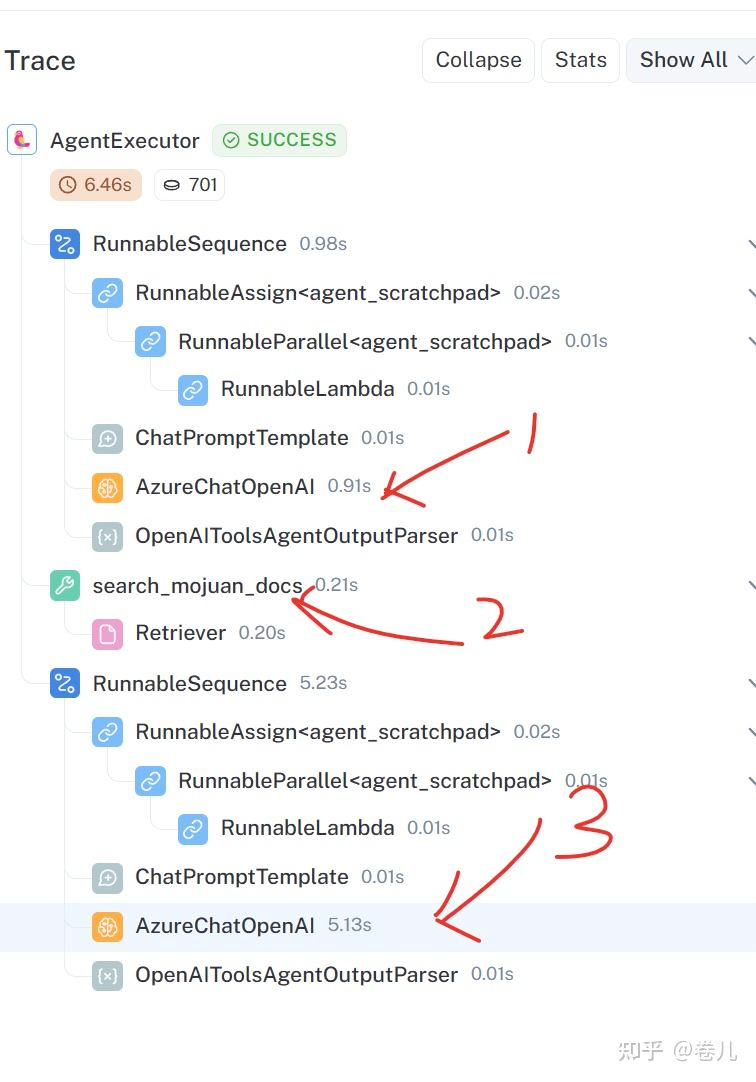 Trace Collapse Stats Show All
AgentExecutor SUCCESS
6.46s 701
RunnableSequence 0.98s
RunnableAssign<agent_scratchpad> 0.02s
RunnableParallel<agent_scratchpad> 0.01s
RunnableLambda 0.01s
1
ChatPromptTemplate 0.01s
AzureChatOpenAI 0.91s
OpenAIToolsAgentOutputParser 0.01s
search_mojuan_docs 0.21s
2
Retriever 0.20s
RunnableSequence 5.23s
RunnableAssign<agent_scratchpad> 0.02s
RunnableParallel<agent_scratchpad> 0.01s
3
RunnableLambda 0.01s
ChatPromptTemplate 0.01s
AzureChatOpenAI 5.13s
OpenAIToolsAgentOutputParser 0.01s
知乎 @卷儿